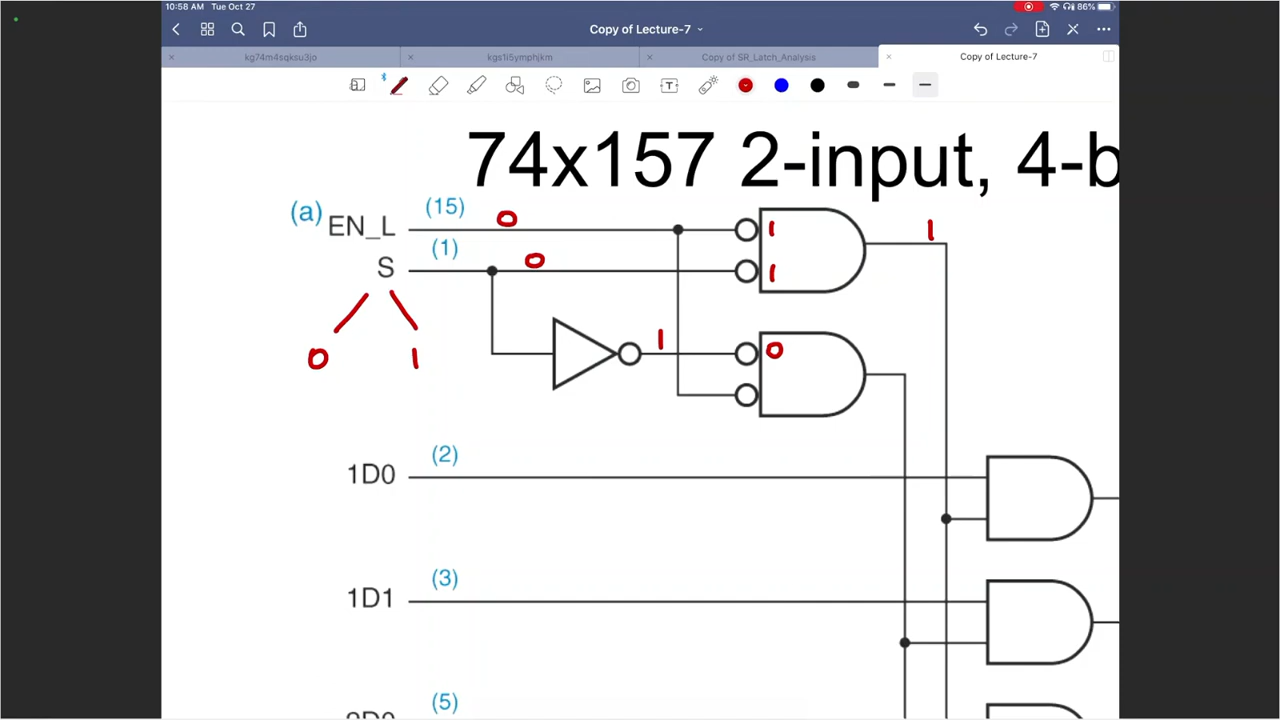 10:58 AM Tue Oct 27
86%
Copy of Lecture-7
kg74m4sqksu3jo
kgs1i5ymphjkm
Copy of SR_Latch_Analysis
Copy of Lecture-7
T
74x157 2-input, 4-b
(a) EN_L (15) 0 1 1
S (1) 0 1
0 1 1 0
1D0 (2)
1D1 (3)
(5)